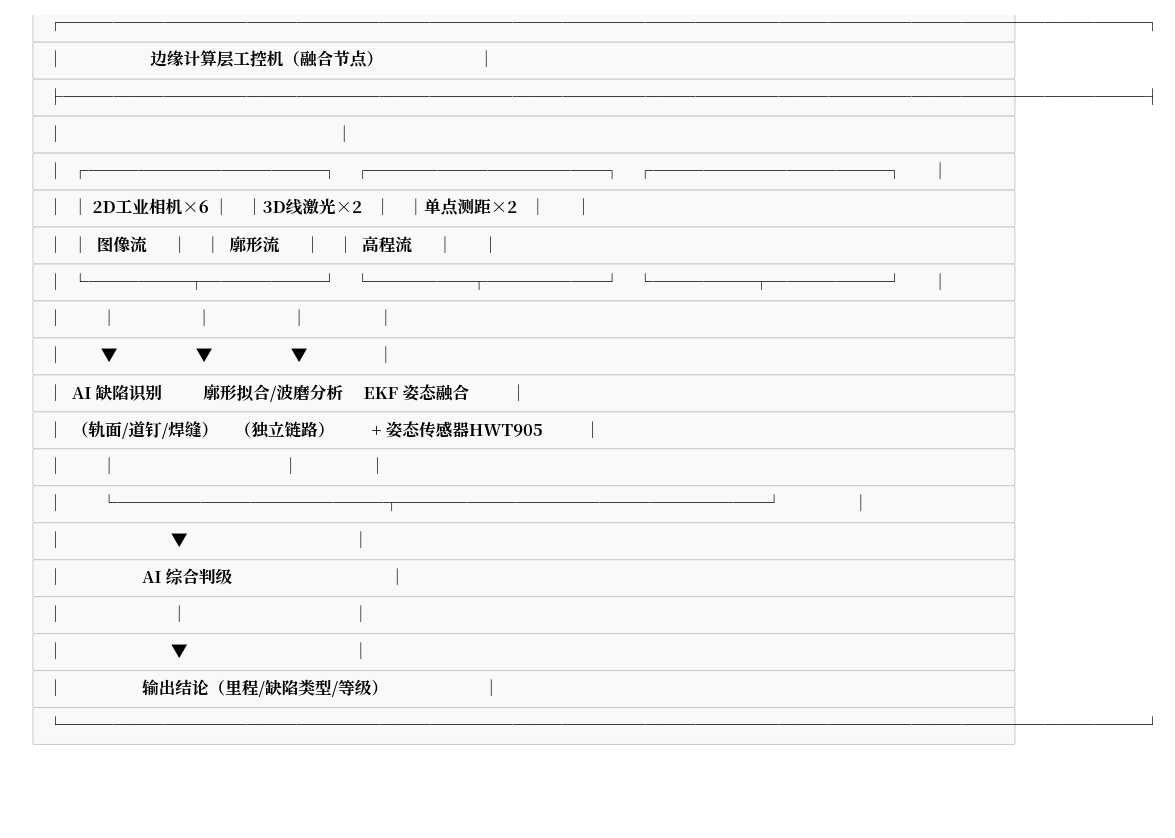 ┌─────────────────────────────────────────────────────────────────┐
│ 边缘计算层工控机（融合节点） │
├─────────────────────────────────────────────────────────────────┤
│ │
│ ┌───────────────┐ ┌───────────────┐ ┌───────────────┐ │
│ │ 2D工业相机×6 │ │ 3D线激光×2 │ │ 单点测距×2 │ │
│ │ 图像流 │ │ 廓形流 │ │ 高程流 │ │
│ └───────┬───────┘ └───────┬───────┘ └───────┬───────┘ │
│ │ │ │ │
│ ▼ ▼ ▼ │
│ AI 缺陷识别 廓形拟合/波磨分析 EKF 姿态融合 │
│ （轨面/道钉/焊缝） （独立链路） + 姿态传感器HWT905 │
│ │ │ │
│ └─────────────────┬───────────────────────┘ │
│ ▼ │
│ AI 综合判级 │
│ │ │
│ ▼ │
│ 输出结论（里程/缺陷类型/等级） │
└─────────────────────────────────────────────────────────────────┘